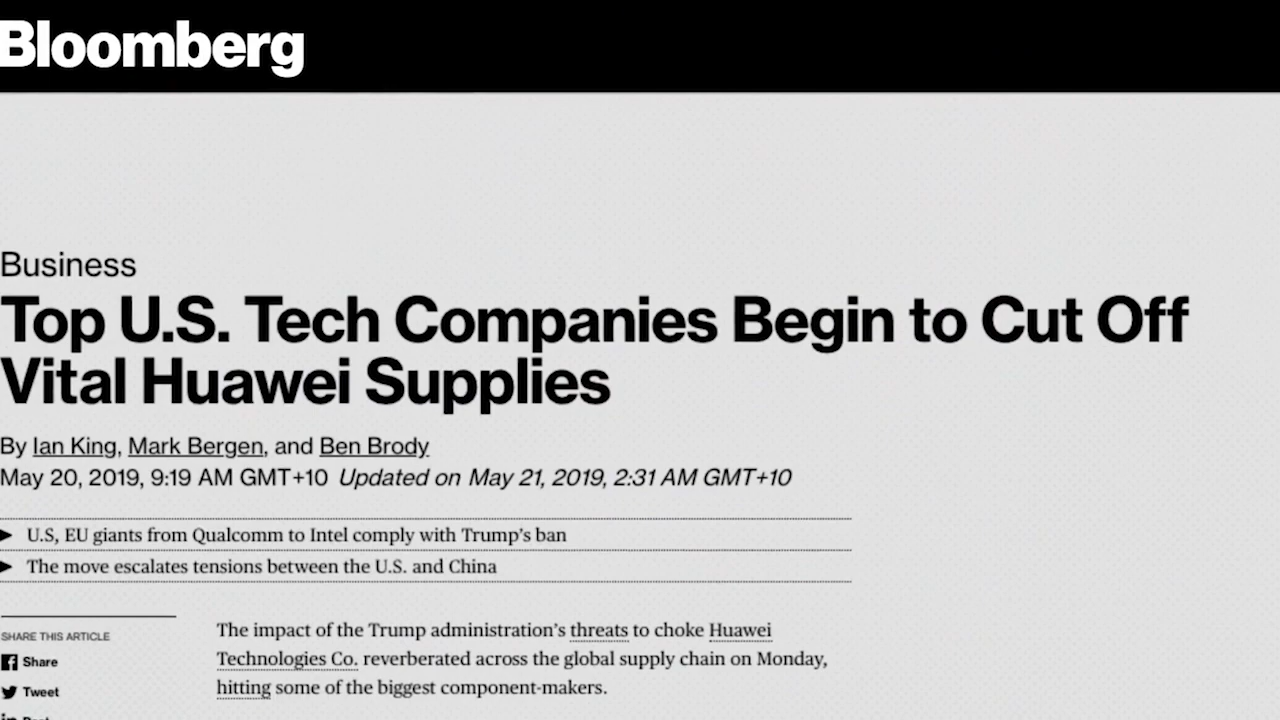 Bloomberg
Business
Top U.S. Tech Companies Begin to Cut Off
Vital Huawei Supplies
By Ian King, Mark Bergen, and Ben Brody
May 20, 2019, 9:19 AM GMT+10 Updated on May 21, 2019, 2:31 AM GMT+10
► U.S, EU giants from Qualcomm to Intel comply with Trump’s ban
► The move escalates tensions between the U.S. and China
SHARE THIS ARTICLE
Share
Tweet
The impact of the Trump administration’s threats to choke Huawei
Technologies Co. reverberated across the global supply chain on Monday,
hitting some of the biggest component-makers.